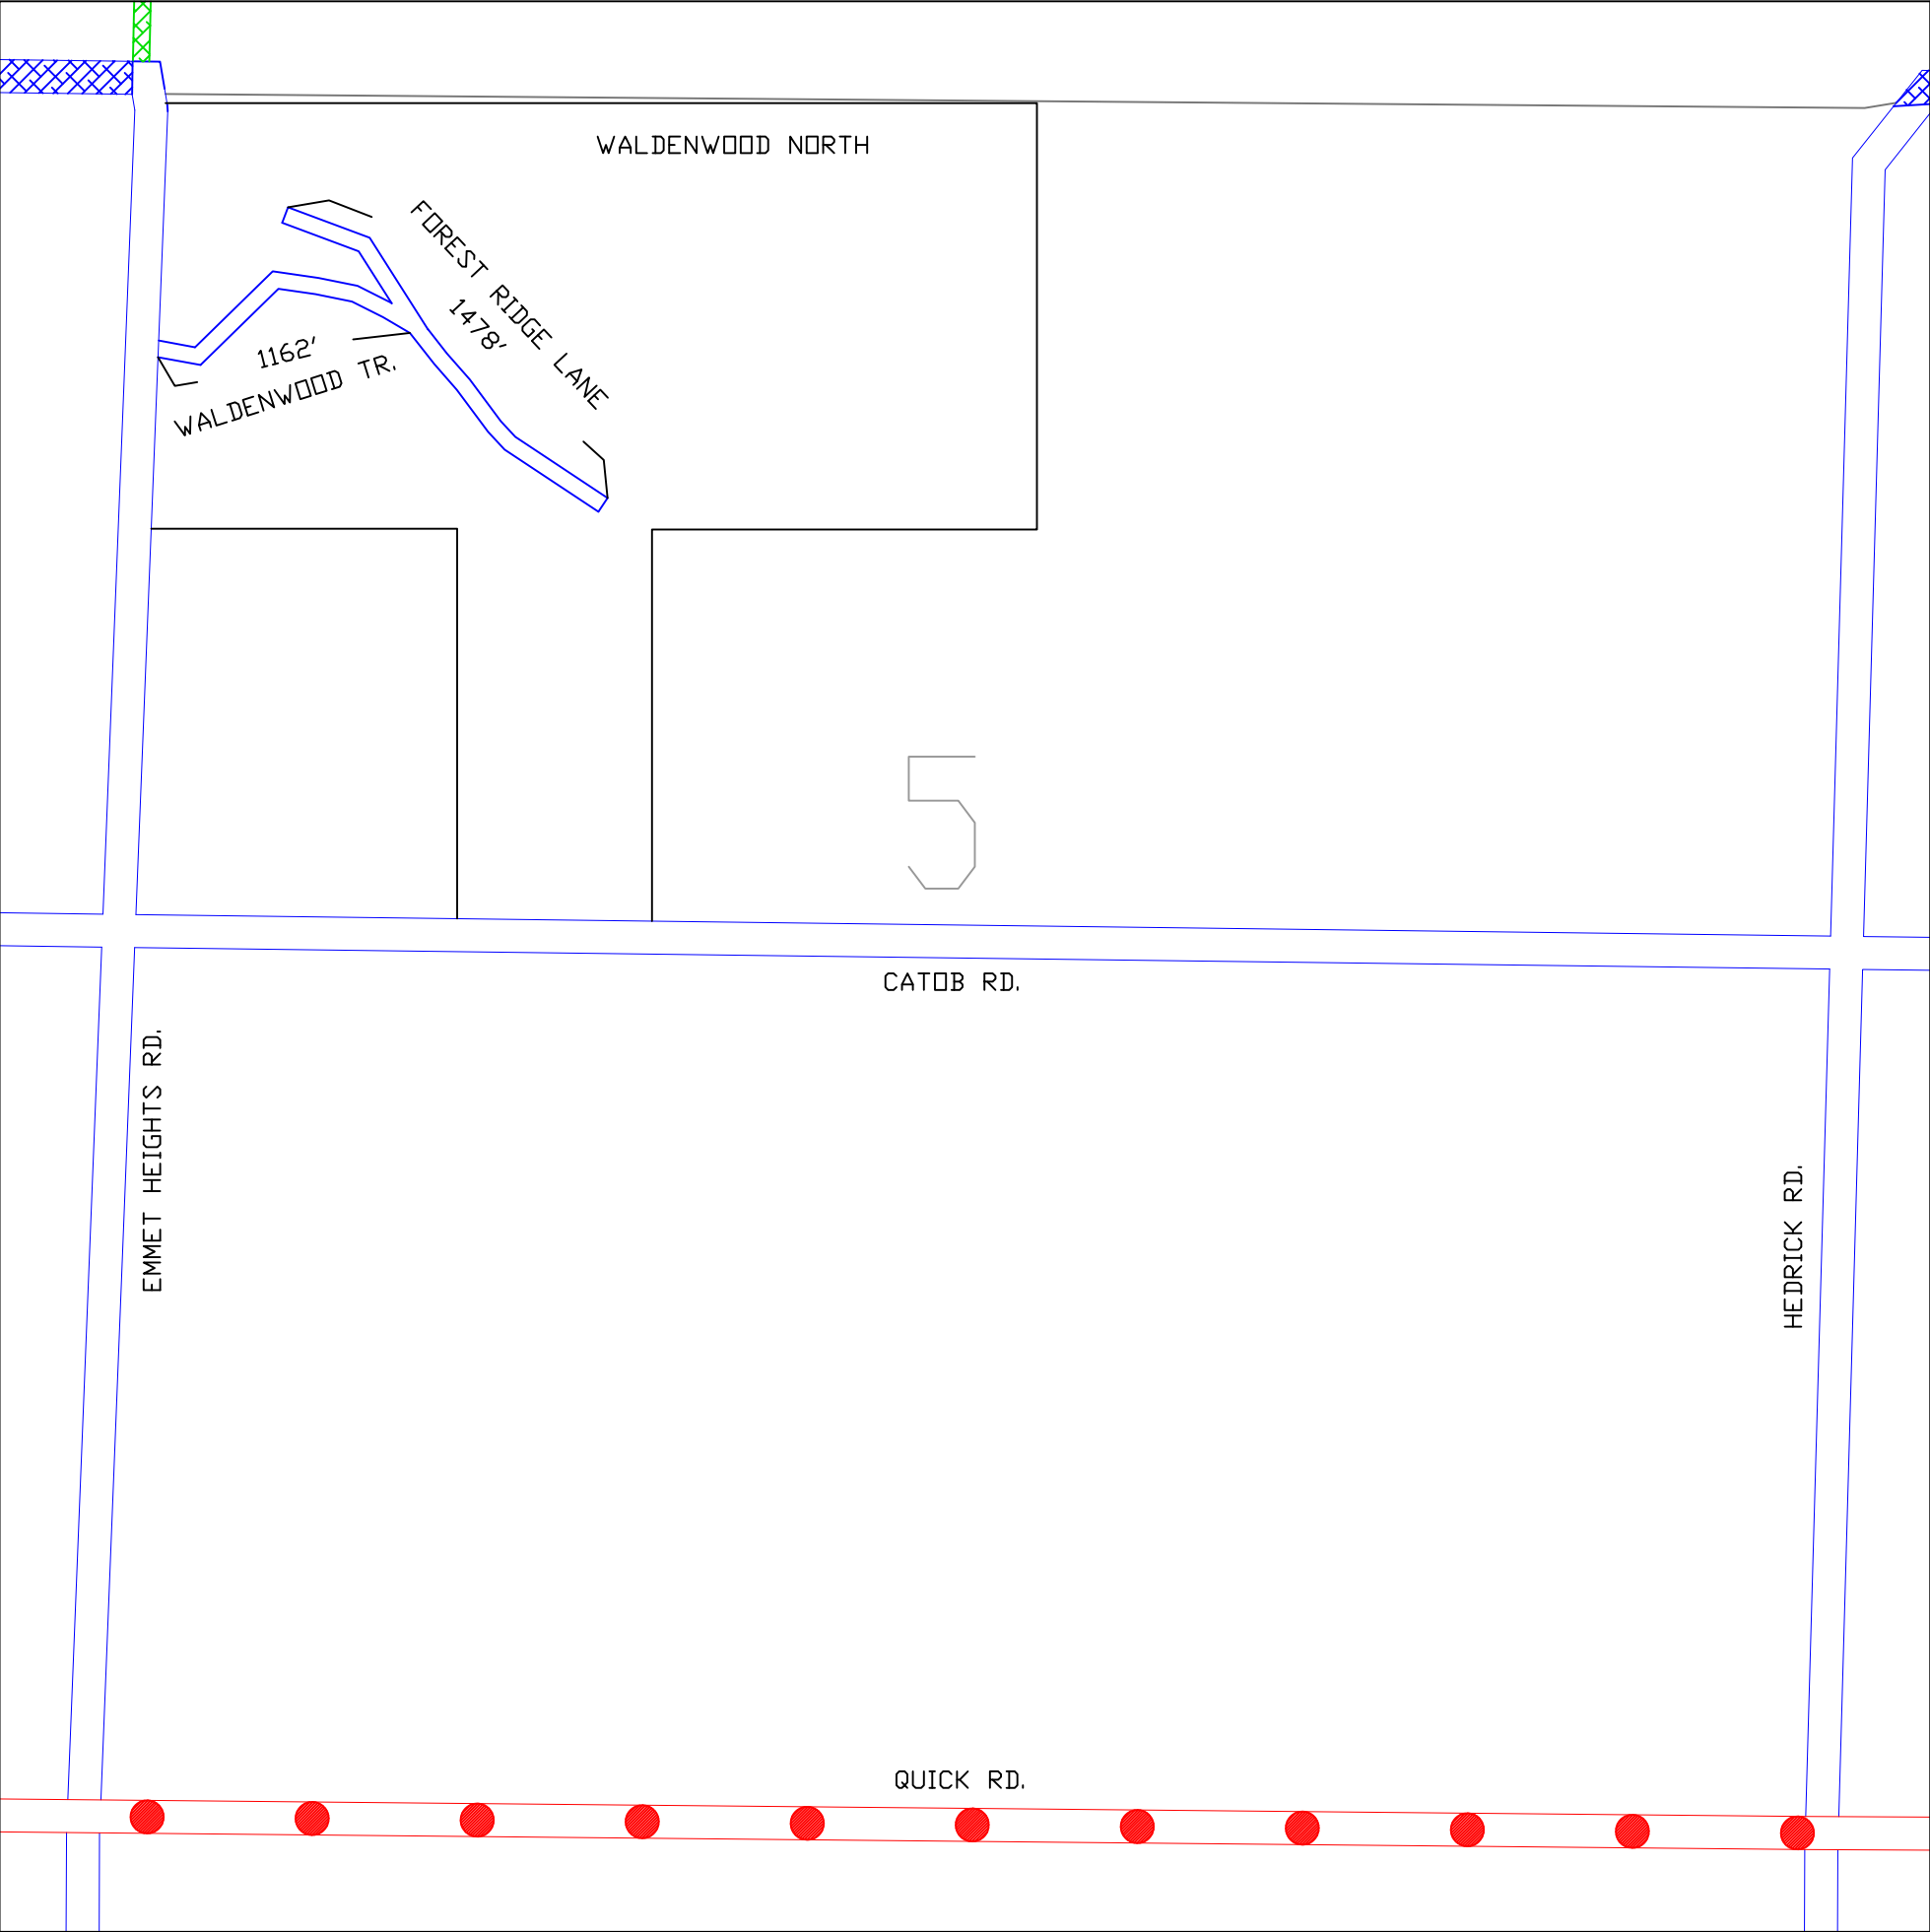 WALDENWOOD NORTH
FOREST RIDGE LANE
1478'
1162'
WALDENWOOD TR.
5
CATOB RD.
EMMET HEIGHTS RD.
HEDRICK RD.
QUICK RD.